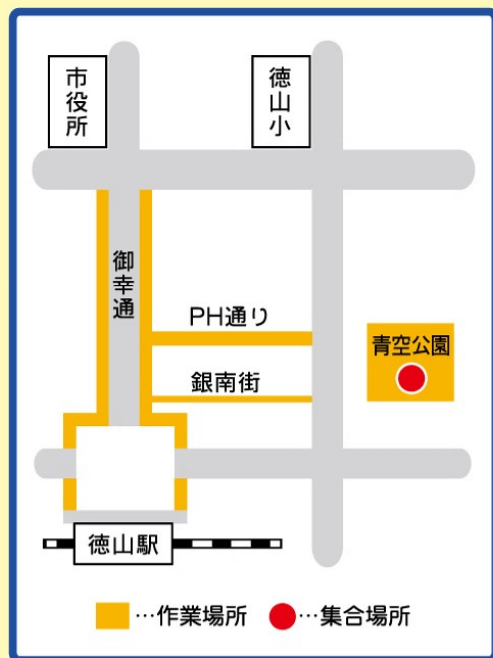 市役所
徳山小
御幸通
PH通り
青空公園
銀南街
徳山駅
…作業場所 …集合場所